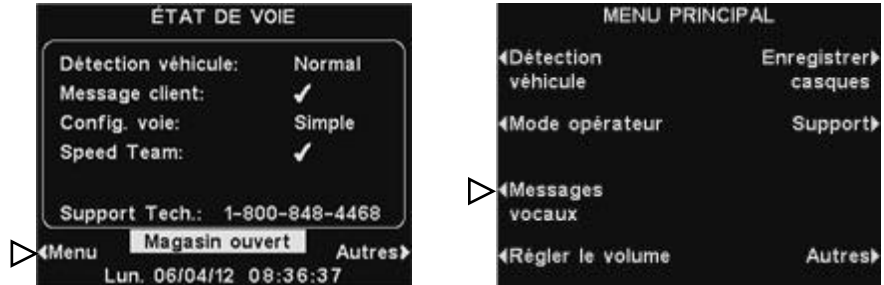 ÉTAT DE VOIE
Détection véhicule: Normal
Message client: ✓
Config. voie: Simple
Speed Team: ✓
Support Tech.: 1-800-848-4468
Magasin ouvert
Menu Autres
Lun. 06/04/12 08:36:37
MENU PRINCIPAL
Détection Enregistrer
véhicule casques
Mode opérateur Support
Messages
vocaux
Règler le volume Autres